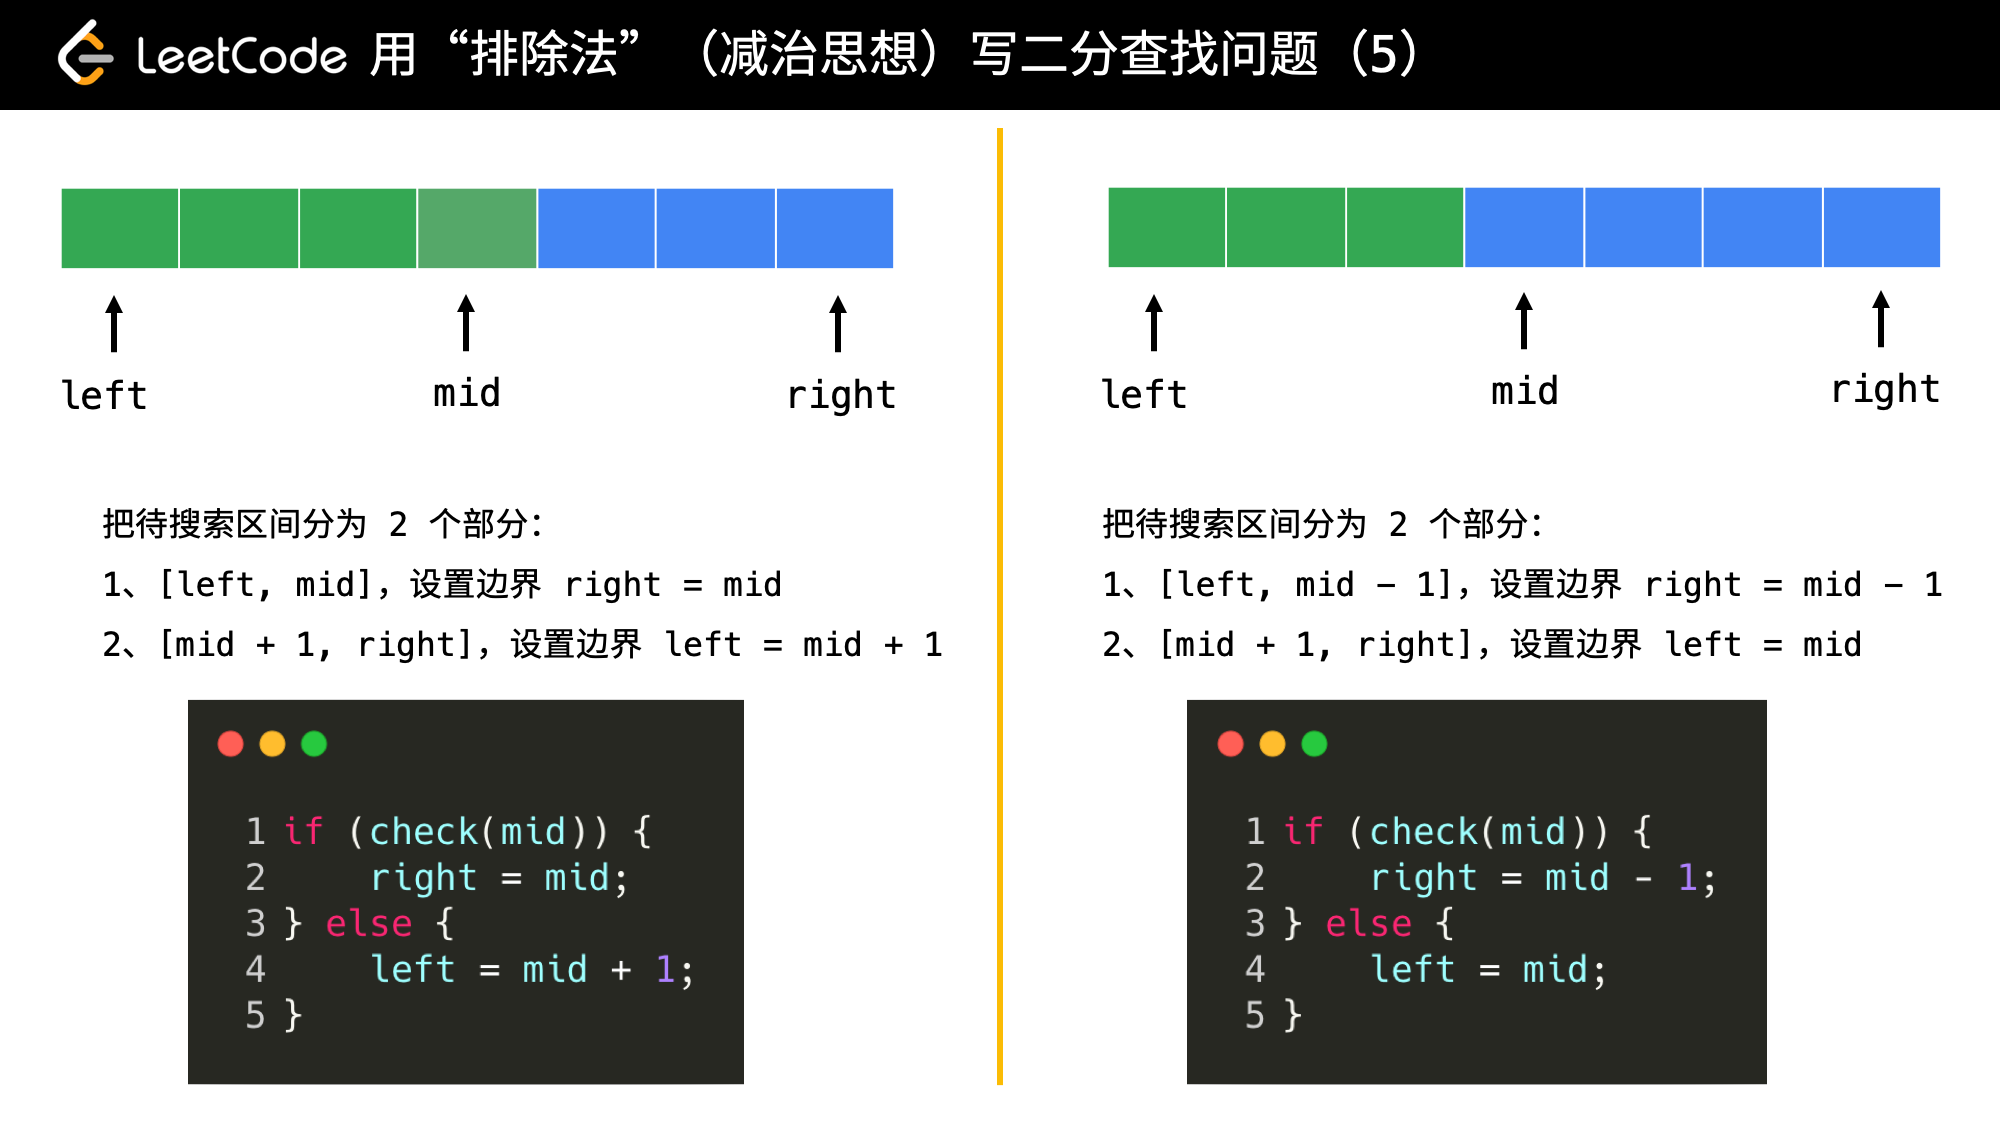 LeetCode 用“排除法”（减治思想）写二分查找问题（5）
left mid right
把待搜索区间分为 2 个部分：
1、[left, mid]，设置边界 right = mid
2、[mid + 1, right]，设置边界 left = mid + 1
1 if (check(mid)) {
2 right = mid;
3 } else {
4 left = mid + 1;
5 }
left mid right
把待搜索区间分为 2 个部分：
1、[left, mid - 1]，设置边界 right = mid - 1
2、[mid + 1, right]，设置边界 left = mid
1 if (check(mid)) {
2 right = mid - 1;
3 } else {
4 left = mid;
5 }